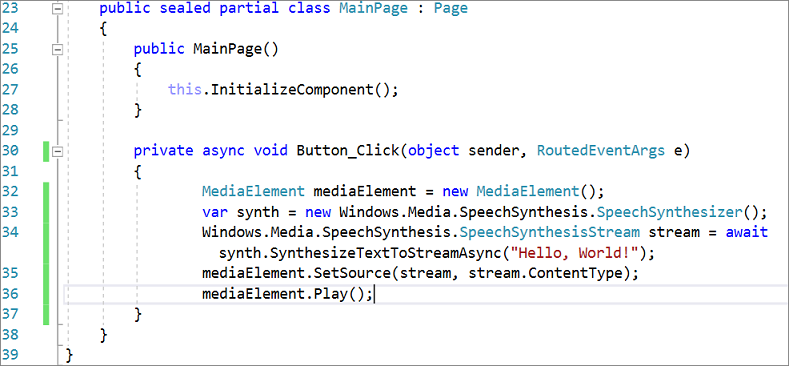 23 public sealed partial class MainPage : Page
24 {
25 public MainPage()
26 {
27 this.InitializeComponent();
28 }
29
30 private async void Button_Click(object sender, RoutedEventArgs e)
31 {
32 MediaElement mediaElement = new MediaElement();
33 var synth = new Windows.Media.SpeechSynthesis.SpeechSynthesizer();
34 Windows.Media.SpeechSynthesis.SpeechSynthesisStream stream = await
synth.SynthesizeTextToStreamAsync("Hello, World!");
35 mediaElement.SetSource(stream, stream.ContentType);
36 mediaElement.Play();
37 }
38 }
39 }